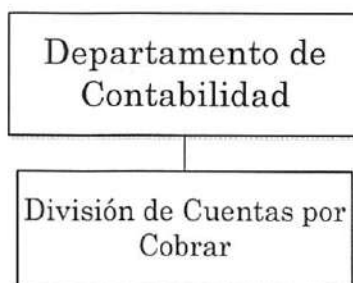 Departamento de
Contabilidad
División de Cuentas por
Cobrar